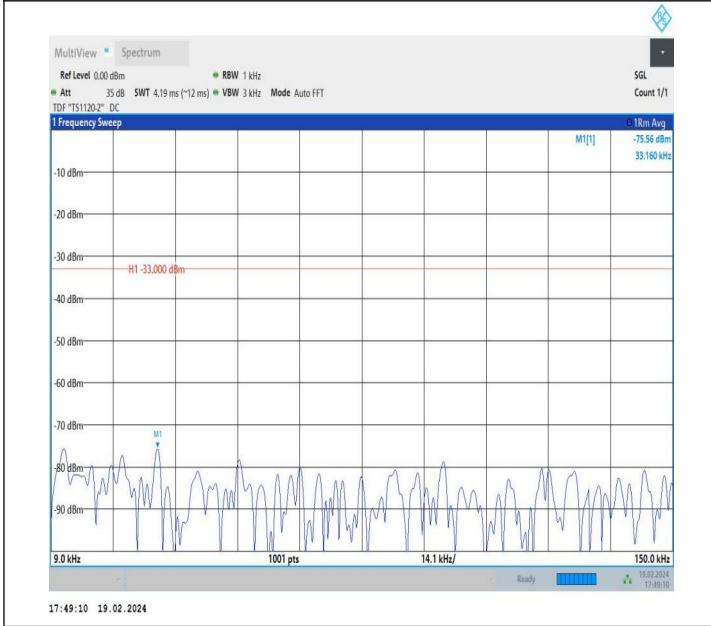 R S
MultiView Spectrum
Ref Level 0.00 dBm RBW 1 kHz SGL
Att 35 dB SWT 4.19 ms (~12 ms) VBW 3 kHz Mode Auto FFT Count 1/1
TDF "TS1120-2" DC
1 Frequency Sweep 1Rm Avg
M1[1] -75.56 dBm
33.160 kHz
-10 dBm
-20 dBm
-30 dBm
H1 -33.000 dBm
-40 dBm
-50 dBm
-60 dBm
-70 dBm
M1
-80 dBm
-90 dBm
9.0 kHz 1001 pts 14.1 kHz/ 150.0 kHz
Ready 19.02.2024
17:49:10
17:49:10 19.02.2024